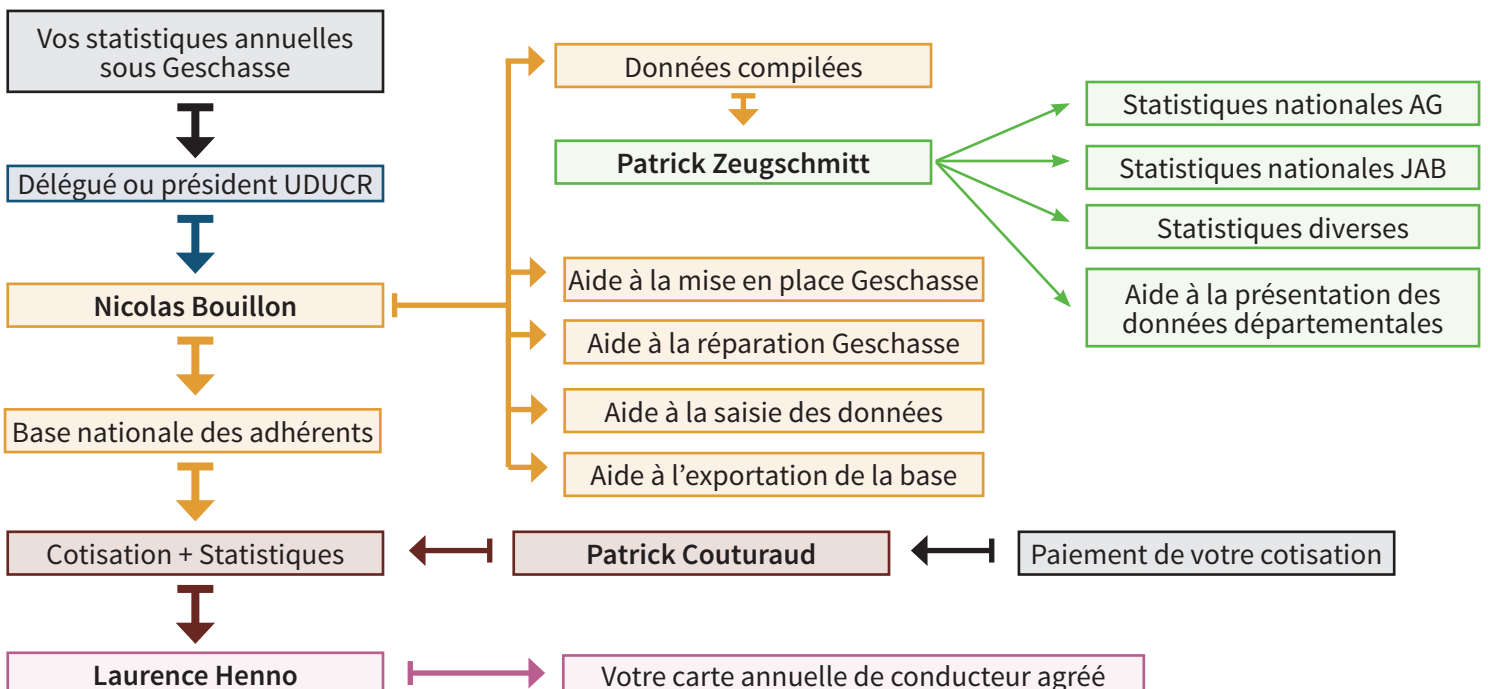 Vos statistiques annuelles
sous Geschasse
Délégué ou président UDUCR
Nicolas Bouillon
Base nationale des adhérents
Cotisation + Statistiques
Laurence Henno
Données compilées
Patrick Zeugschmitt
Aide à la mise en place Geschasse
Aide à la réparation Geschasse
Aide à la saisie des données
Aide à l’exportation de la base
Patrick Couturaud
Paiement de votre cotisation
Votre carte annuelle de conducteur agréé
Statistiques nationales AG
Statistiques nationales JAB
Statistiques diverses
Aide à la présentation des
données départementales